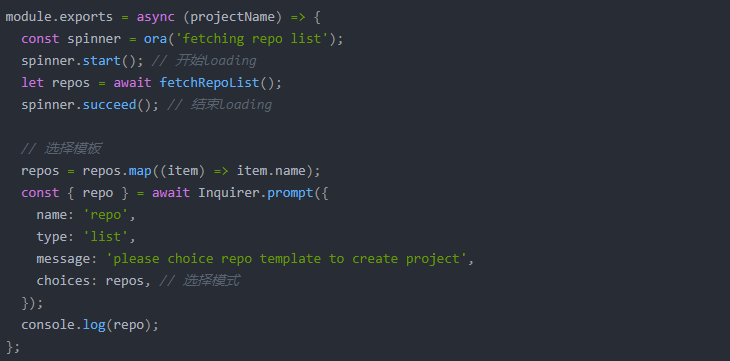 module.exports = async (projectName) => {
  const spinner = ora('fetching repo list');
  spinner.start(); // 开始loading
  let repos = await fetchRepoList();
  spinner.succeed(); // 结束loading

  // 选择模板
  repos = repos.map((item) => item.name);
  const { repo } = await Inquirer.prompt({
    name: 'repo',
    type: 'list',
    message: 'please choice repo template to create project',
    choices: repos, // 选择模式
  });
  console.log(repo);
};